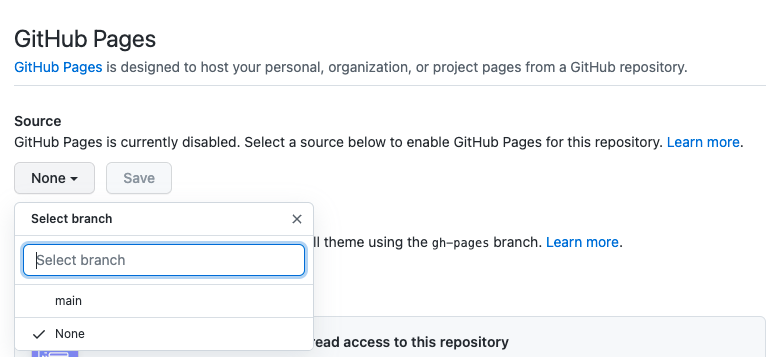 GitHub Pages
GitHub Pages is designed to host your personal, organization, or project pages from a GitHub repository.
Source
GitHub Pages is currently disabled. Select a source below to enable GitHub Pages for this repository. Learn more.
None Save
Select branch
theme using the gh-pages branch. Learn more.
Select branch
main
None
access to this repository